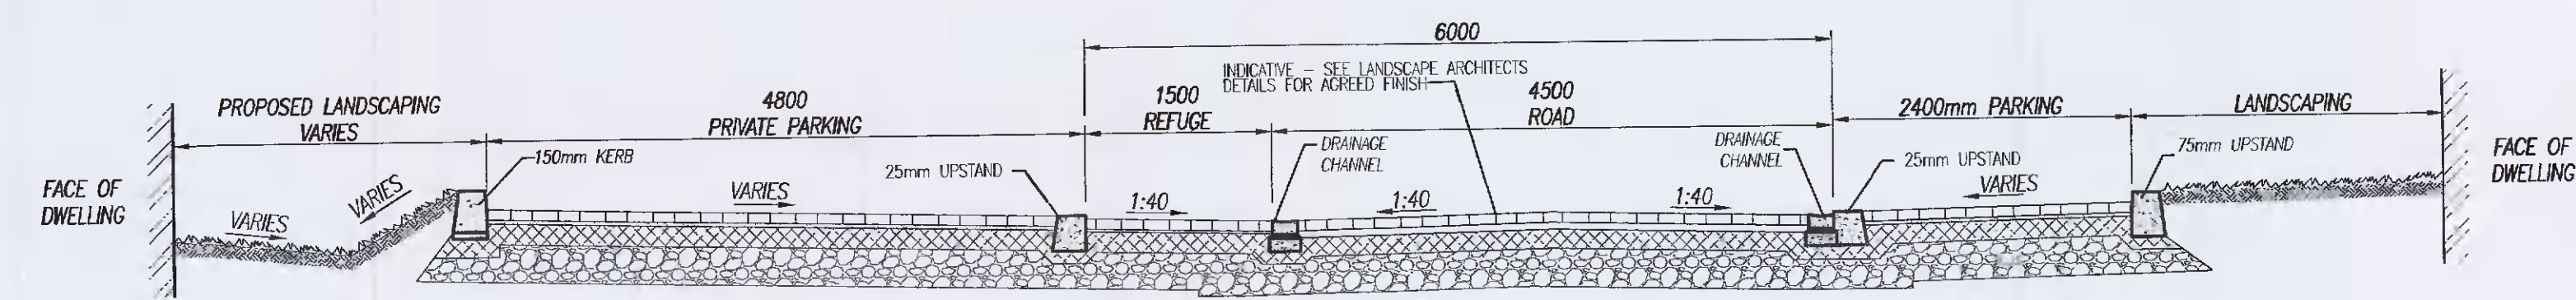 6000
INDICATIVE - SEE LANDSCAPE ARCHITECTS
DETAILS FOR AGREED FINISH
PROPOSED LANDSCAPING
VARIES
4800
PRIVATE PARKING
1500
REFUGE
4500
ROAD
2400mm PARKING
LANDSCAPING
150mm KERB
25mm UPSTAND
DRAINAGE
CHANNEL
DRAINAGE
CHANNEL
25mm UPSTAND
75mm UPSTAND
FACE OF
DWELLING
VARIES
VARIES
VARIES
1:40
1:40
1:40
VARIES
FACE OF
DWELLING